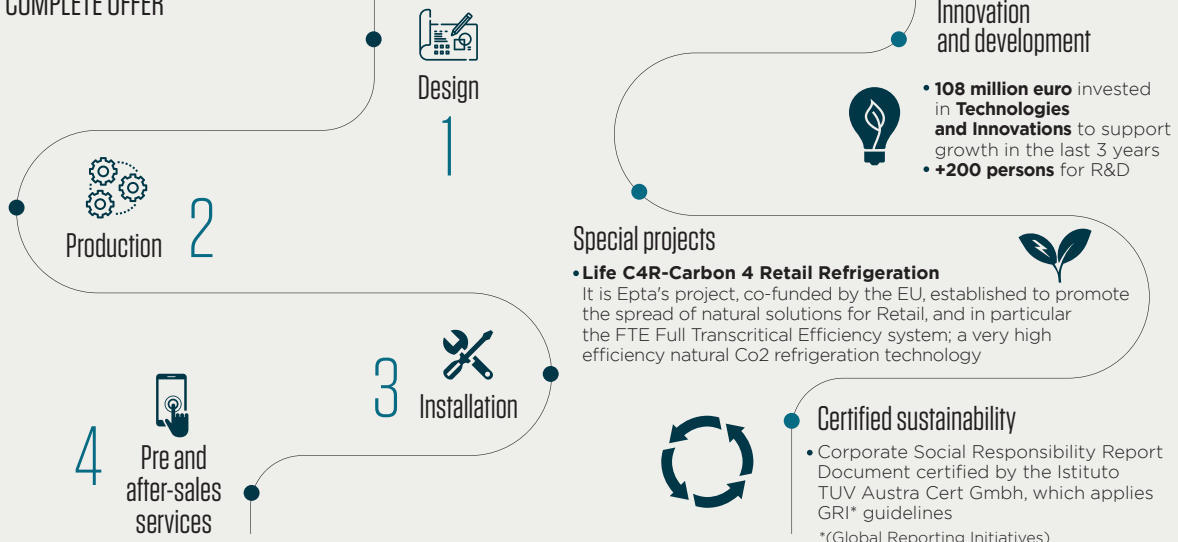 COMPLETE OFFER
Design
1
Production
2
3
Installation
4
Pre and
after-sales
services
Innovation
and development
• 108 million euro invested
in Technologies
and Innovations to support
growth in the last 3 years
• +200 persons for R&D
Special projects
• Life C4R-Carbon 4 Retail Refrigeration
It is Epta's project, co-funded by the EU, established to promote
the spread of natural solutions for Retail, and in particular
the FTE Full Transcritical Efficiency system; a very high
efficiency natural Co2 refrigeration technology
Certified sustainability
• Corporate Social Responsibility Report
Document certified by the Istituto
TUV Austra Cert Gmbh, which applies
GRI* guidelines
*(Global Reporting Initiatives)